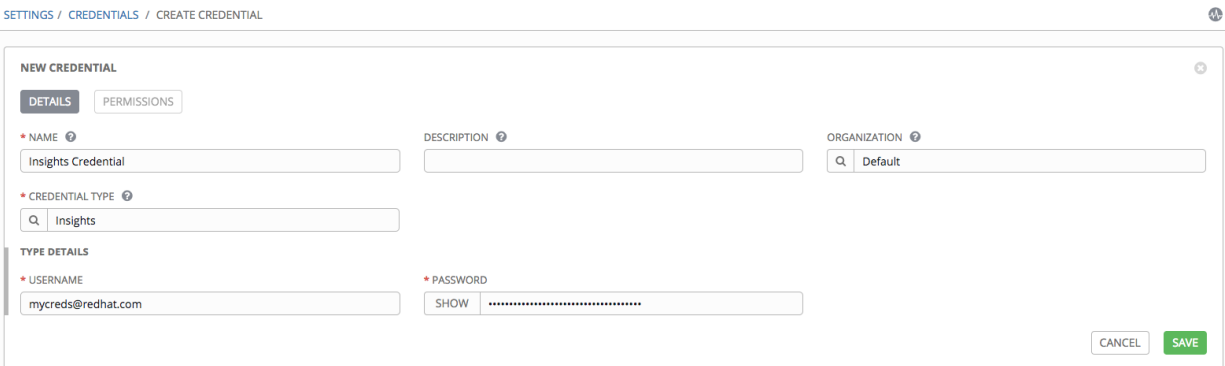 SETTINGS / CREDENTIALS / CREATE CREDENTIAL
NEW CREDENTIAL
DETAILS PERMISSIONS
* NAME ? DESCRIPTION ? ORGANIZATION ?
Insights Credential Default
* CREDENTIAL TYPE ?
Insights
TYPE DETAILS
* USERNAME * PASSWORD
mycreds@redhat.com SHOW •••••••••••••••••••••••••••••••••••••
CANCEL SAVE